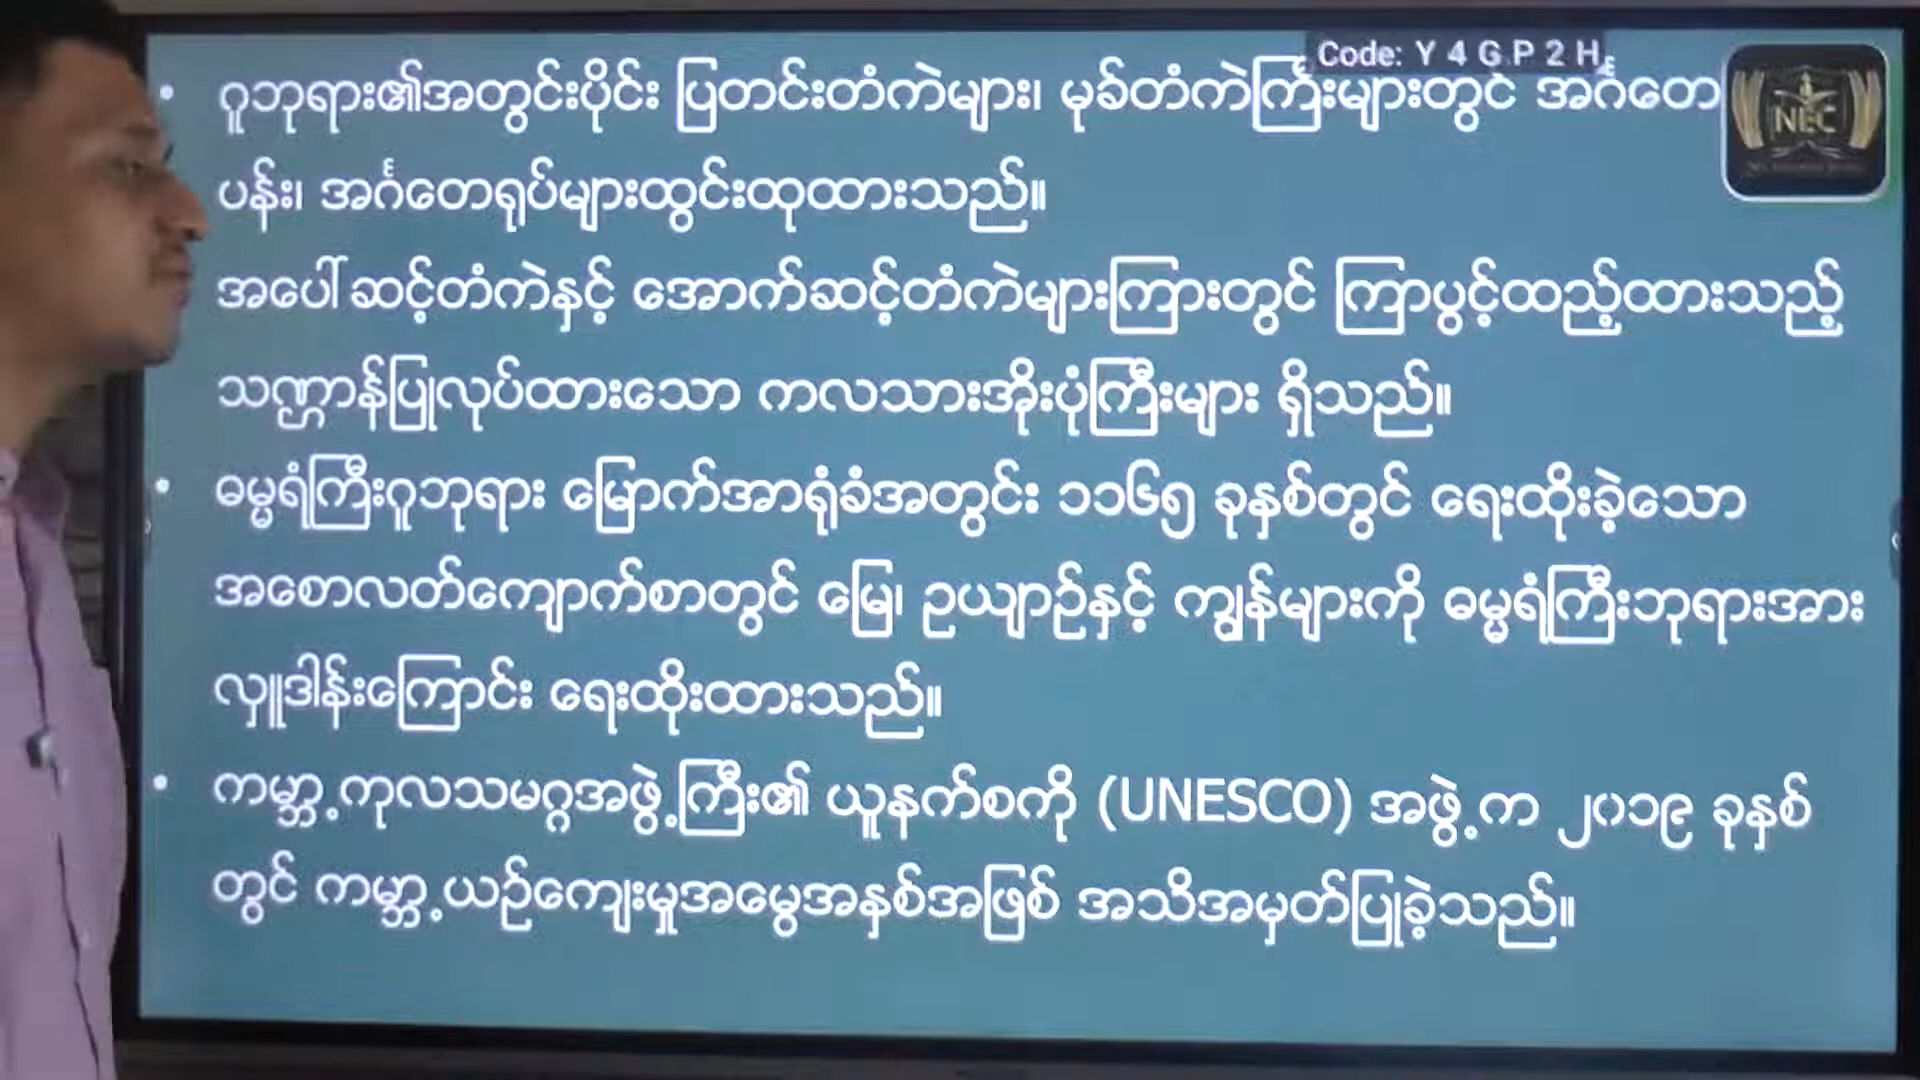 Code: Y 4 G P 2 H
NEC
• ဂူဘုရား၏အတွင်းပိုင်း ပြတင်းတံကဲများ၊ မုခ်တံကဲကြီးများတွင် အင်္ဂတေ
ပန်း၊ အင်္ဂတေရုပ်များထွင်းထုထားသည်။
အပေါ်ဆင့်တံကဲနှင့် အောက်ဆင့်တံကဲများကြားတွင် ကြာပွင့်ထည့်ထားသည့်
သဏ္ဌာန်ပြုလုပ်ထားသော ကလသားအိုးပုံကြီးများ ရှိသည်။
• ဓမ္မရံကြီးဂူဘုရား မြောက်အာရုံခံအတွင်း ၁၁၆၅ ခုနှစ်တွင် ရေးထိုးခဲ့သော
အစောလတ်ကျောက်စာတွင် မြေ၊ ဥယျာဉ်နှင့် ကျွန်များကို ဓမ္မရံကြီးဘုရားအား
လှူဒါန်းကြောင်း ရေးထိုးထားသည်။
• ကမ္ဘာ့ကုလသမဂ္ဂအဖွဲ့ကြီး၏ ယူနက်စကို (UNESCO) အဖွဲ့က ၂၀၁၉ ခုနှစ်
တွင် ကမ္ဘာ့ယဉ်ကျေးမှုအမွေအနှစ်အဖြစ် အသိအမှတ်ပြုခဲ့သည်။